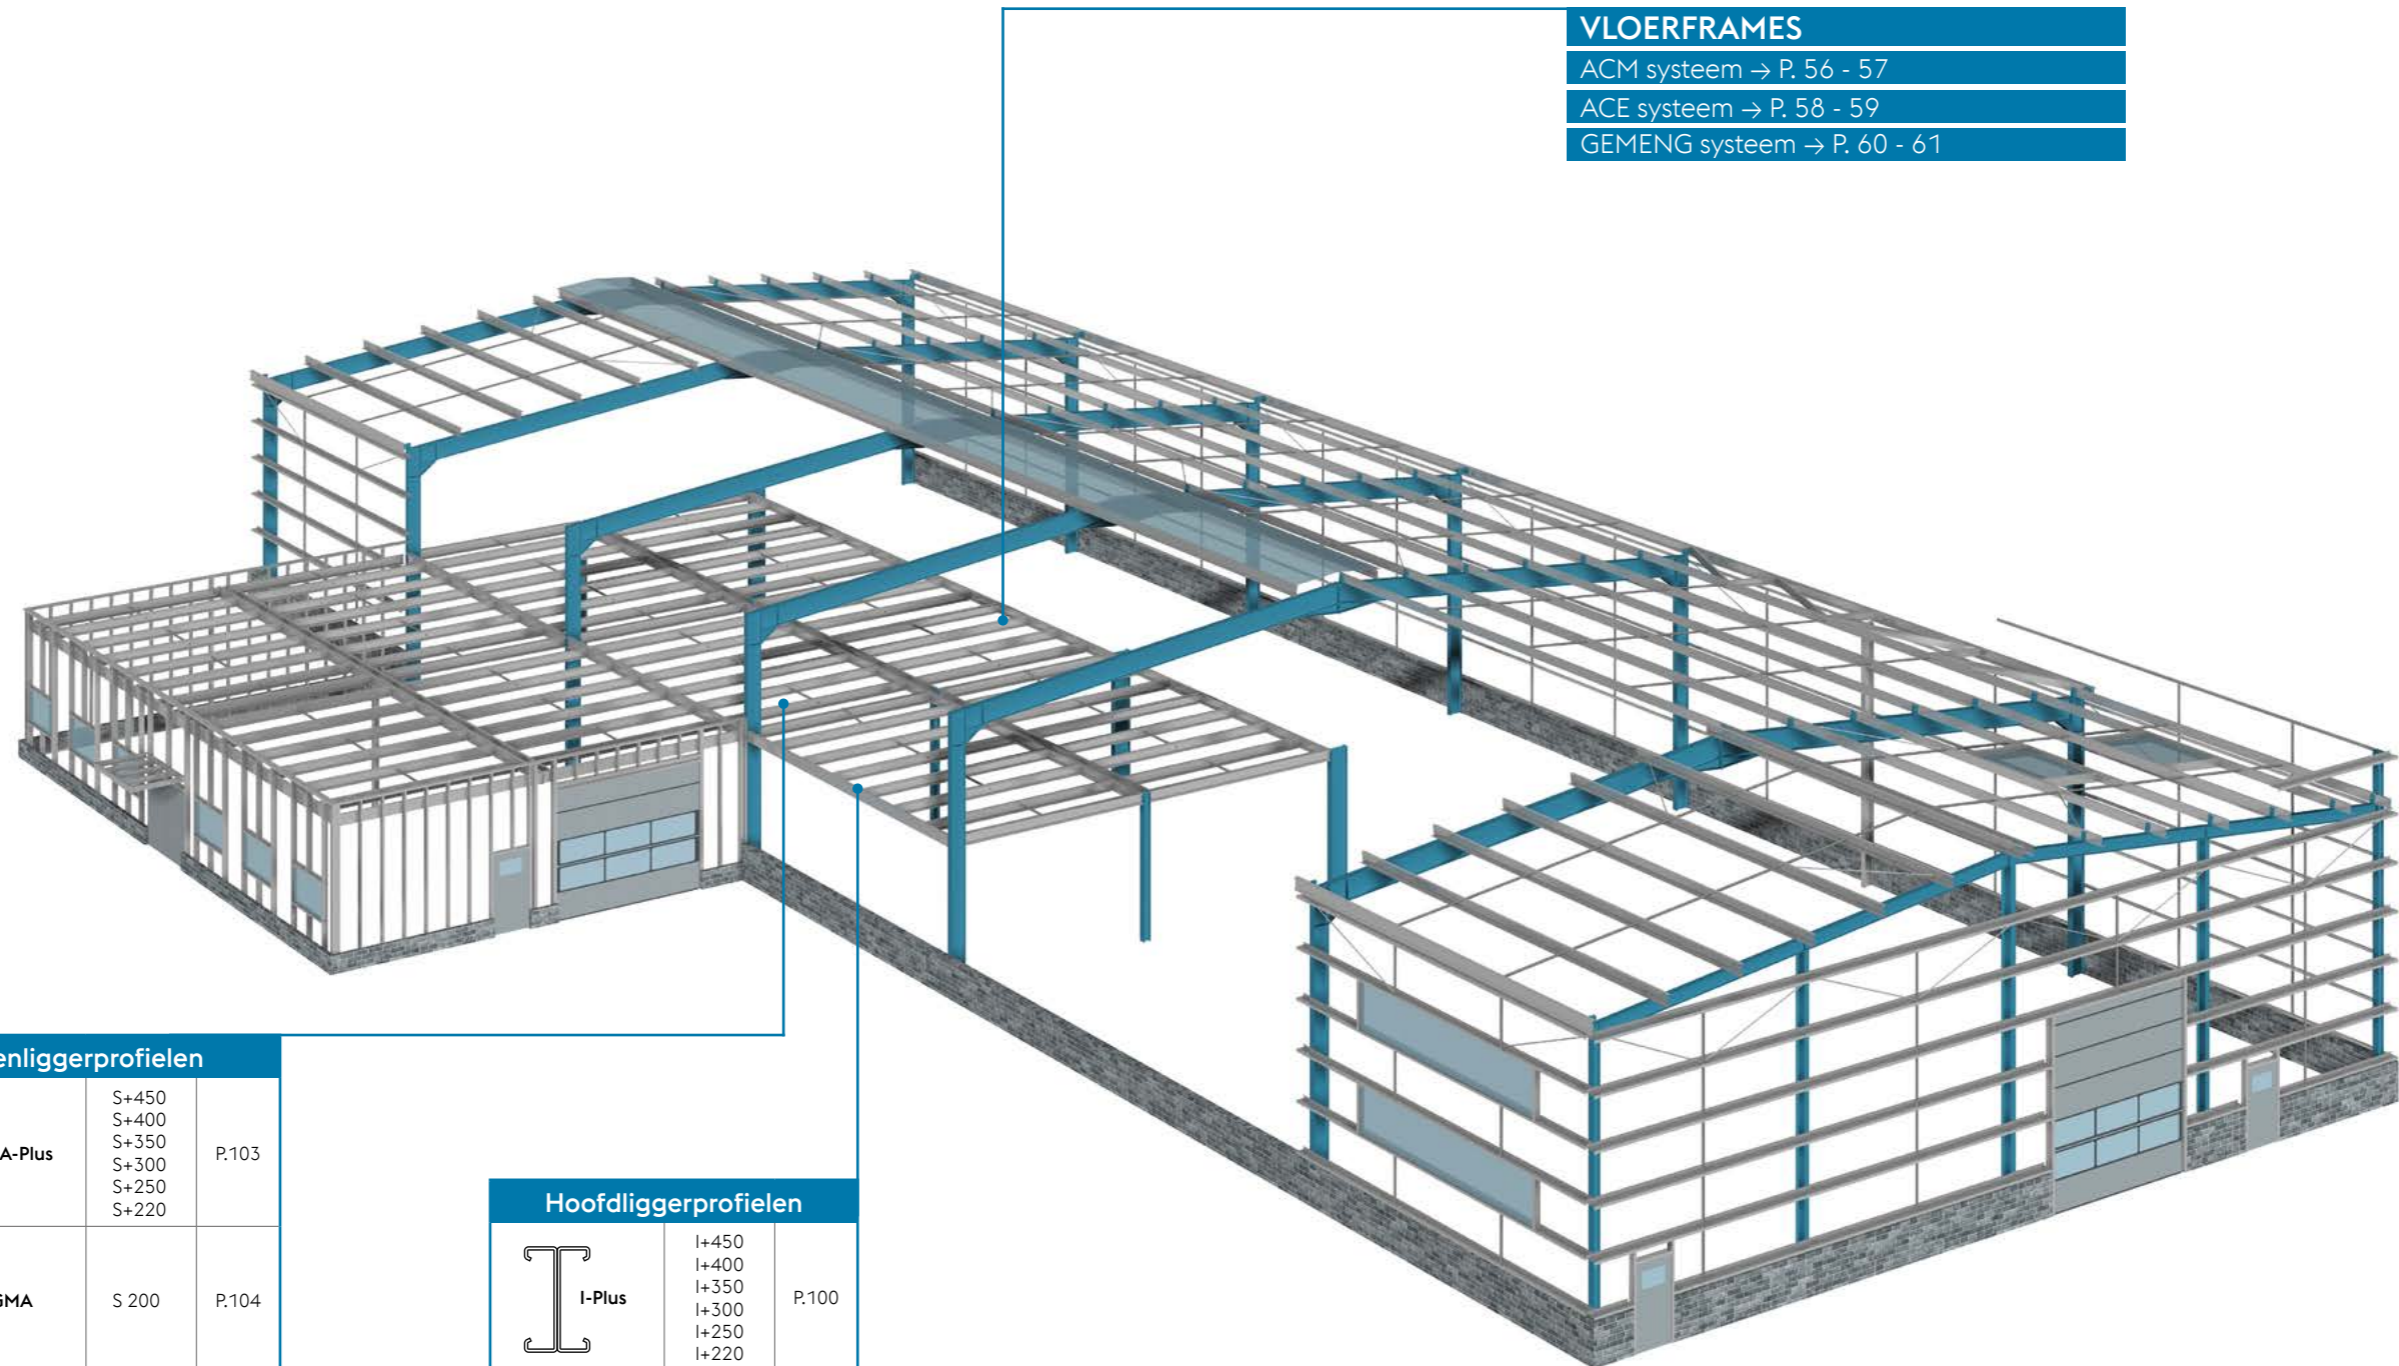 VLOERFRAMES
ACM systeem → P. 56 - 57
ACE systeem → P. 58 - 59
GEMENG systeem → P. 60 - 61
enliggerprofielen
A-Plus
S+450
S+400
S+350
S+300
S+250
S+220
P.103
GMA
S 200
P.104
Hoofdliggerprofielen
I-Plus
I+450
I+400
I+350
I+300
I+250
I+220
P.100